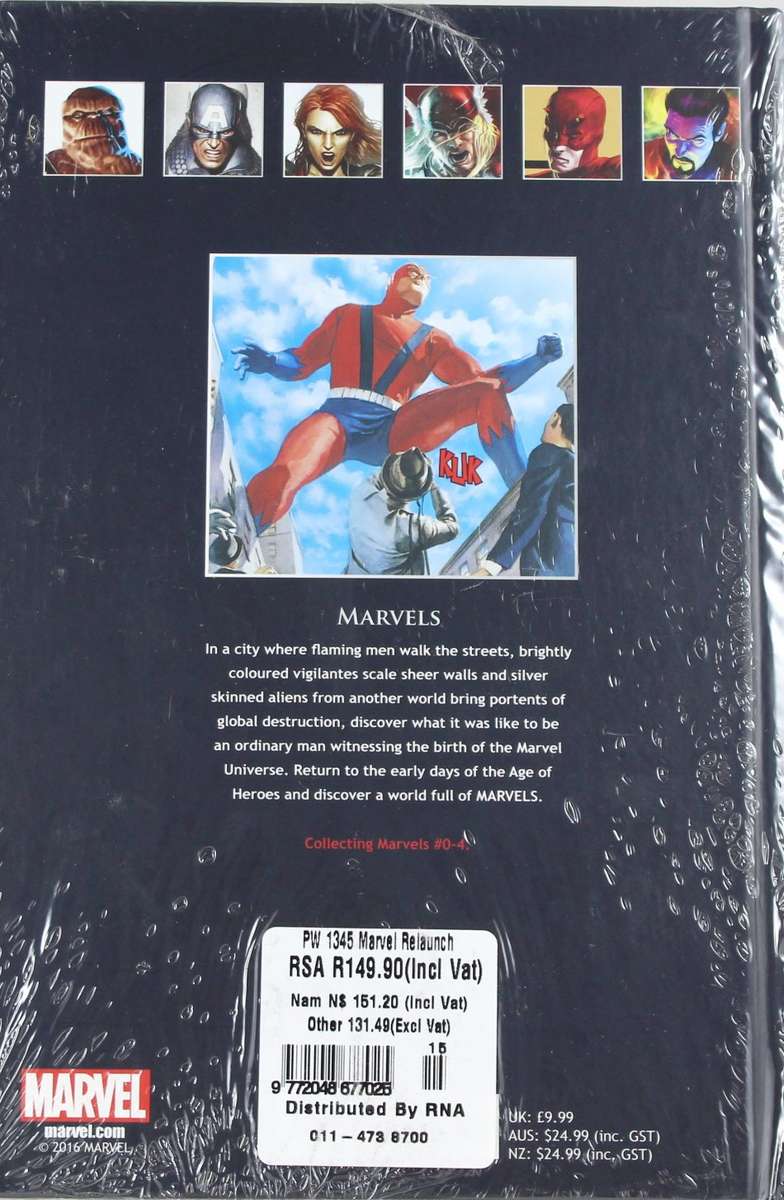 A
KLIK
MARVELS
In a city where flaming men walk the streets, brightly
coloured vigilantes scale sheer walls and silver
skinned aliens from another world bring portents of
global destruction, discover what it was like to be
an ordinary man witnessing the birth of the Marvel
Universe. Return to the early days of the Age of
Heroes and discover a world full of MARVELS.
Collecting Marvels #0-4.
PW 1345 Marvel Relaunch
RSA R149.90(Incl Vat)
Nam N$ 151.20 (Incl Vat)
Other 131.49(Excl Vat)
15
9 772048 677025
Distributed By RNA
011-473 8700
MARVEL
marvel.com
© 2016 MARVEL
UK: £9.99
AUS: $24.99 (inc. GST)
NZ: $24.99 (inc, GST)